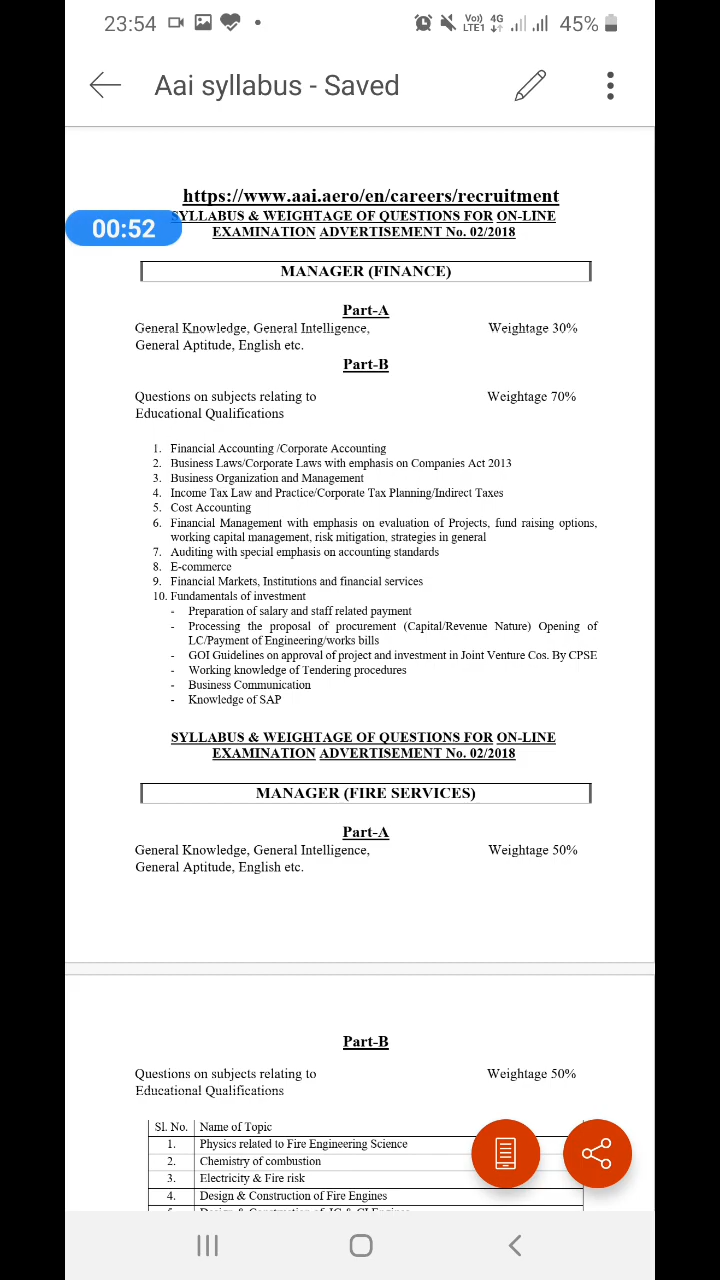 23:54
Vo)) 4G
LTE1
45%
Aai syllabus - Saved
https://www.aai.aero/en/careers/recruitment
00:52
SYLLABUS & WEIGHTAGE OF QUESTIONS FOR ON-LINE
EXAMINATION ADVERTISEMENT No. 02/2018
MANAGER (FINANCE)
Part-A
General Knowledge, General Intelligence, Weightage 30%
General Aptitude, English etc.
Part-B
Questions on subjects relating to Weightage 70%
Educational Qualifications
1. Financial Accounting /Corporate Accounting
2. Business Laws/Corporate Laws with emphasis on Companies Act 2013
3. Business Organization and Management
4. Income Tax Law and Practice/Corporate Tax Planning/Indirect Taxes
5. Cost Accounting
6. Financial Management with emphasis on evaluation of Projects, fund raising options,
working capital management, risk mitigation, strategies in general
7. Auditing with special emphasis on accounting standards
8. E-commerce
9. Financial Markets, Institutions and financial services
10. Fundamentals of investment
- Preparation of salary and staff related payment
- Processing the proposal of procurement (Capital/Revenue Nature) Opening of
LC/Payment of Engineering/works bills
- GOI Guidelines on approval of project and investment in Joint Venture Cos. By CPSE
- Working knowledge of Tendering procedures
- Business Communication
- Knowledge of SAP
SYLLABUS & WEIGHTAGE OF QUESTIONS FOR ON-LINE
EXAMINATION ADVERTISEMENT No. 02/2018
MANAGER (FIRE SERVICES)
Part-A
General Knowledge, General Intelligence, Weightage 50%
General Aptitude, English etc.
Part-B
Questions on subjects relating to Weightage 50%
Educational Qualifications
Sl. No. Name of Topic
1. Physics related to Fire Engineering Science
2. Chemistry of combustion
3. Electricity & Fire risk
4. Design & Construction of Fire Engines